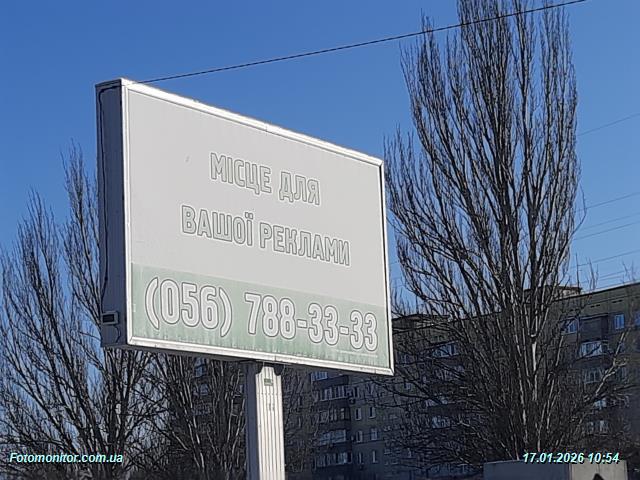 МІСЦЕ ДЛЯ
ВАШОЇ РЕКЛАМИ
(056) 788-33-33
Fotomonitor.com.ua
17.01.2026 10:54